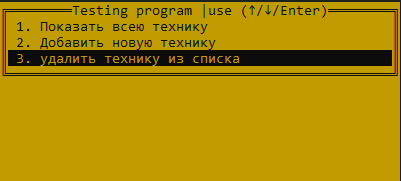 Testing program |use (↑/↓/Enter)
1. Показать всею технику
2. Добавить новую технику
3. удалить технику из списка